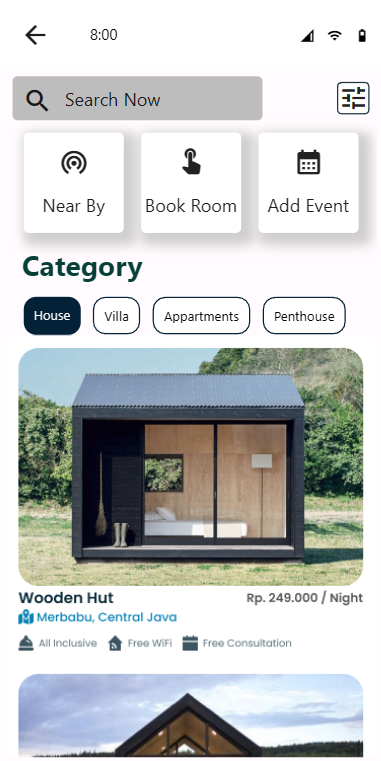 8:00
Search Now
Near By
Book Room
Add Event
Category
House
Villa
Appartments
Penthouse
Wooden Hut
Rp. 249.000 / Night
Merbabu, Central Java
All Inclusive
Free WiFi
Free Consultation